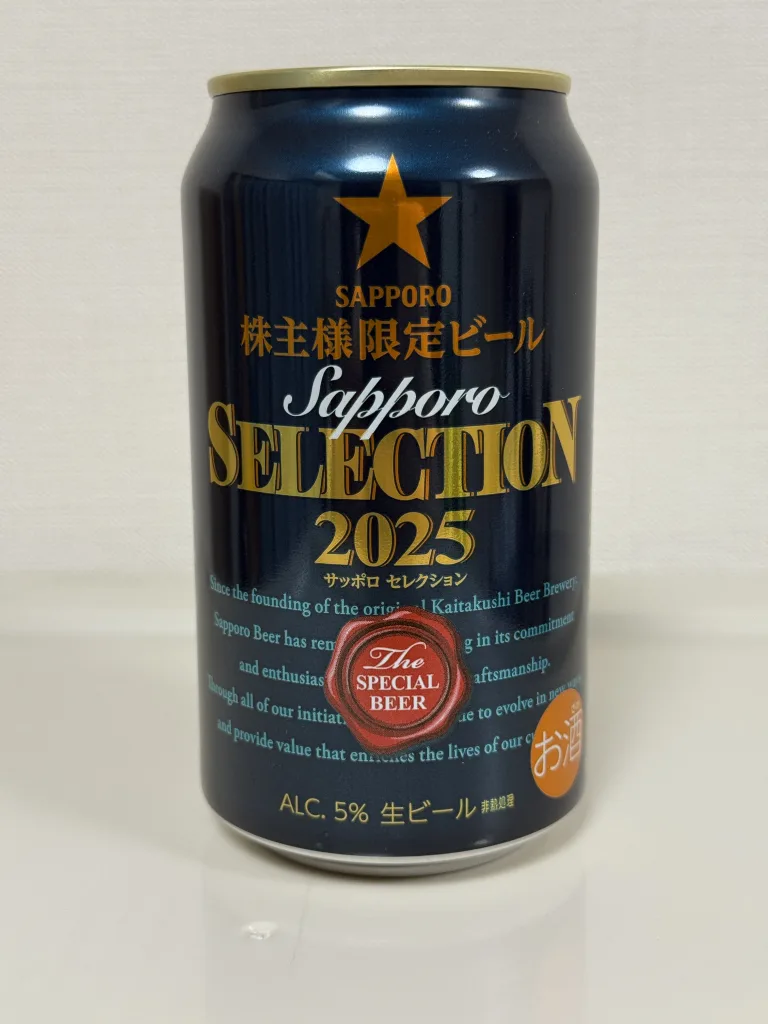 SAPPORO
株主様限定ビール
Sapporo
SELECTION
2025
サッポロ セレクション
Since the founding of the original Kaitakushi Beer Brewery,
Sapporo Beer has in its commitment
and
The
SPECIAL
BEER
aftsmanship.
Through all of our to evolve in new
and provide value that enriches the lives of our
お酒
ALC. 5% 生ビール 非熱処理